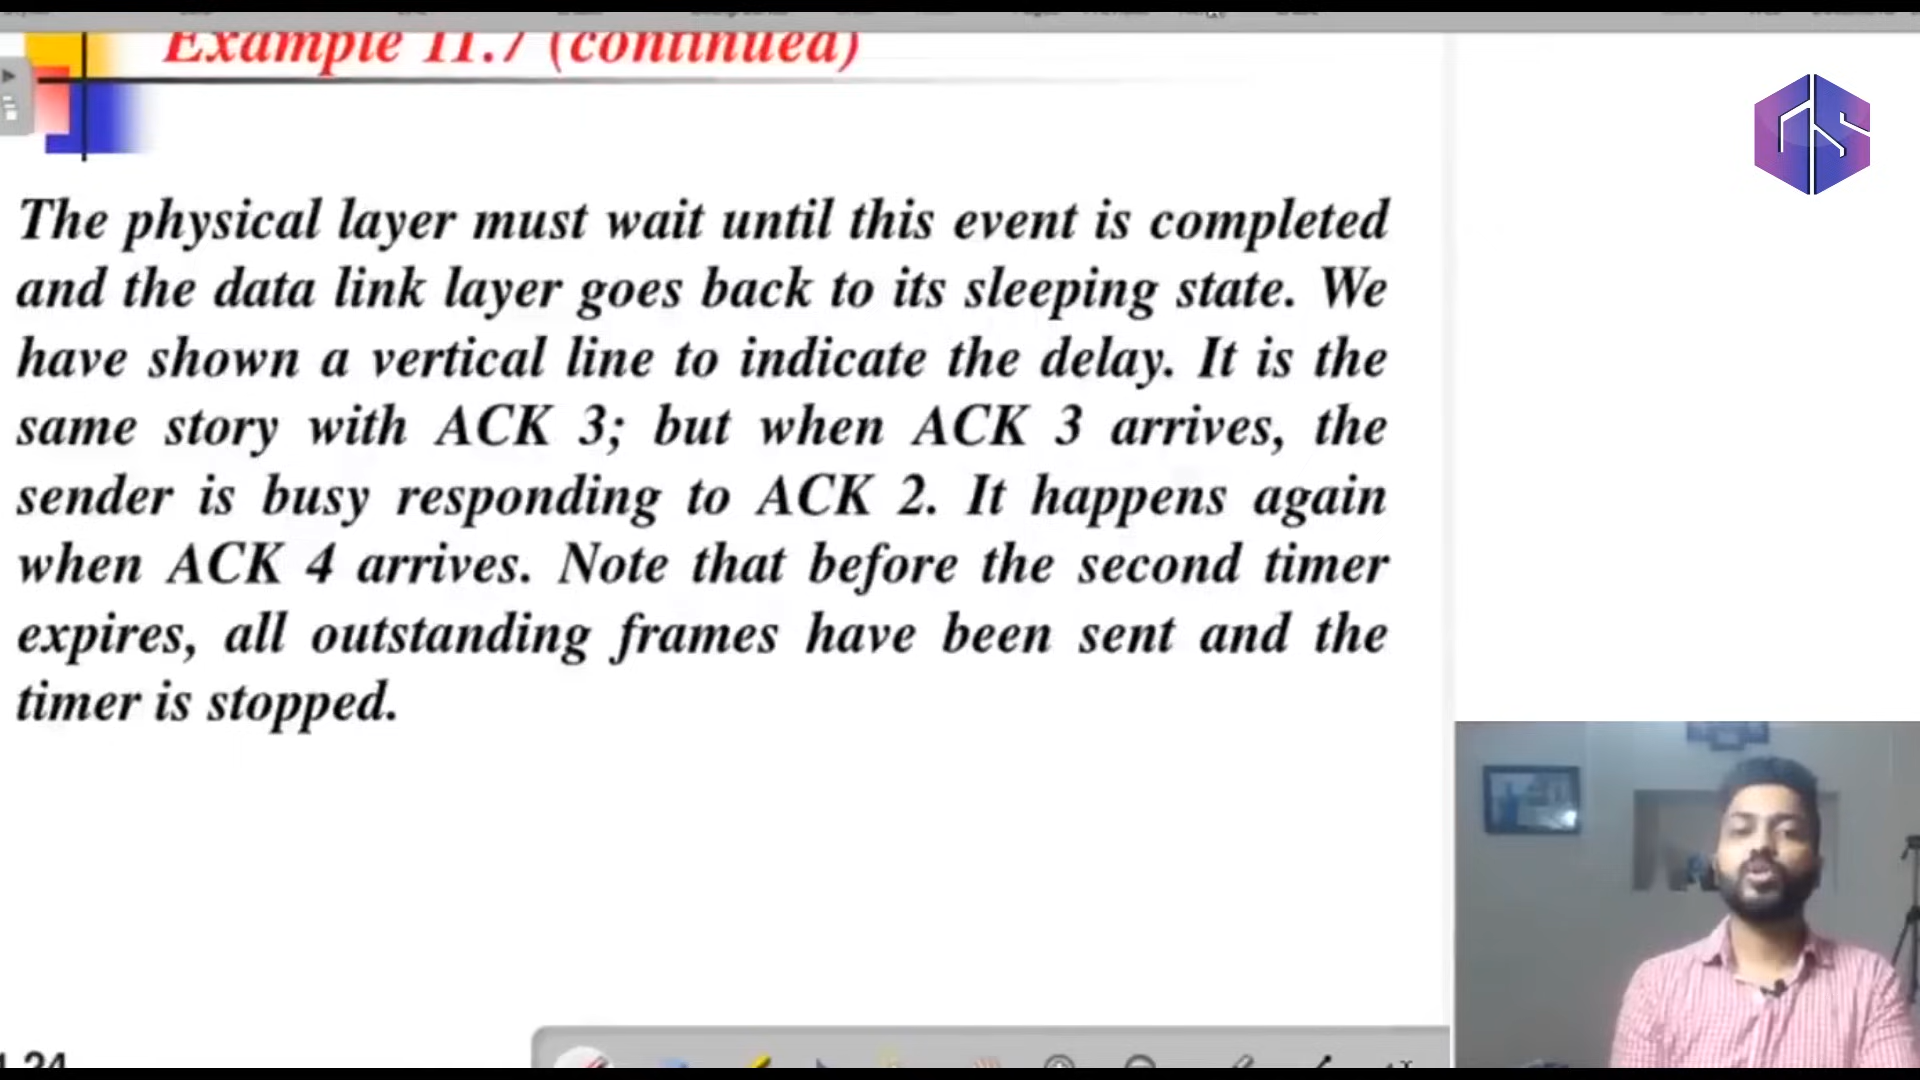 Example 11.7 (continued)
The physical layer must wait until this event is completed
and the data link layer goes back to its sleeping state. We
have shown a vertical line to indicate the delay. It is the
same story with ACK 3; but when ACK 3 arrives, the
sender is busy responding to ACK 2. It happens again
when ACK 4 arrives. Note that before the second timer
expires, all outstanding frames have been sent and the
timer is stopped.